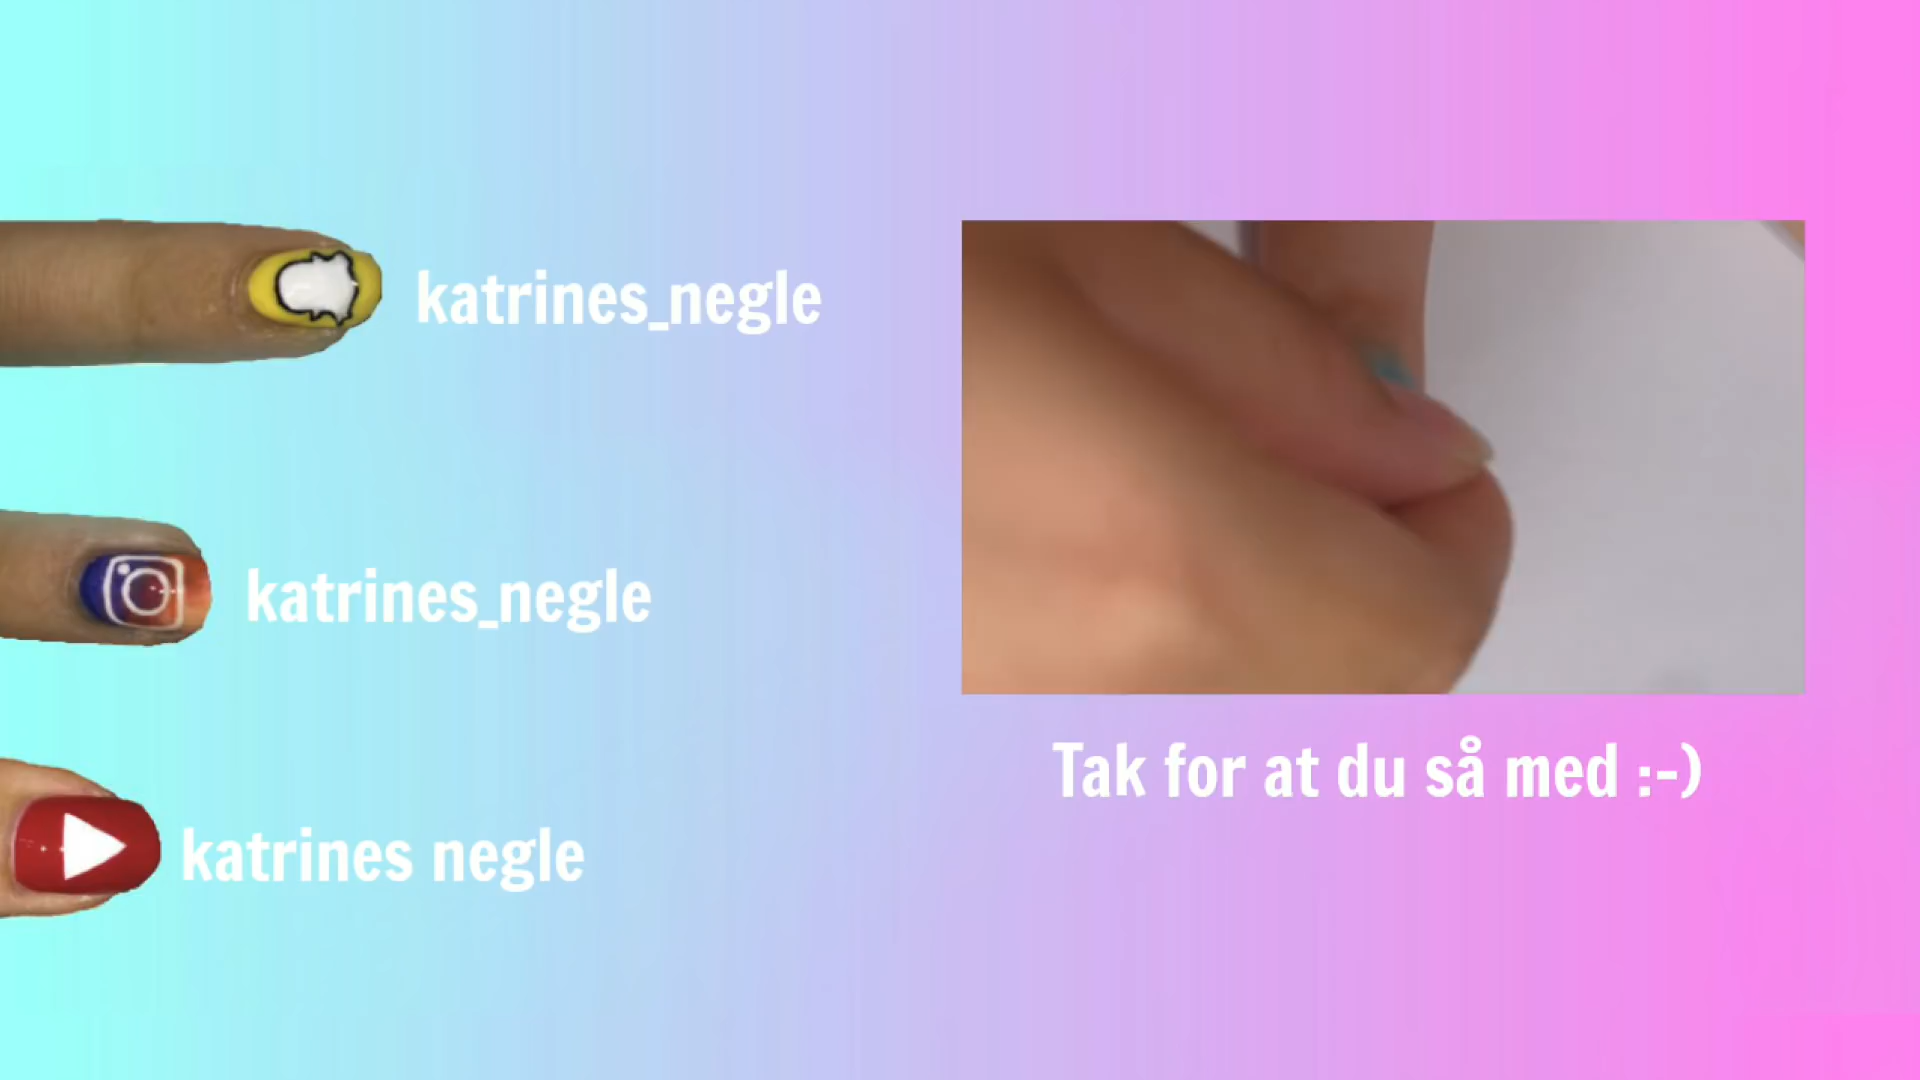 katrines_negle
katrines_negle
katrines negle
Tak for at du så med :-)